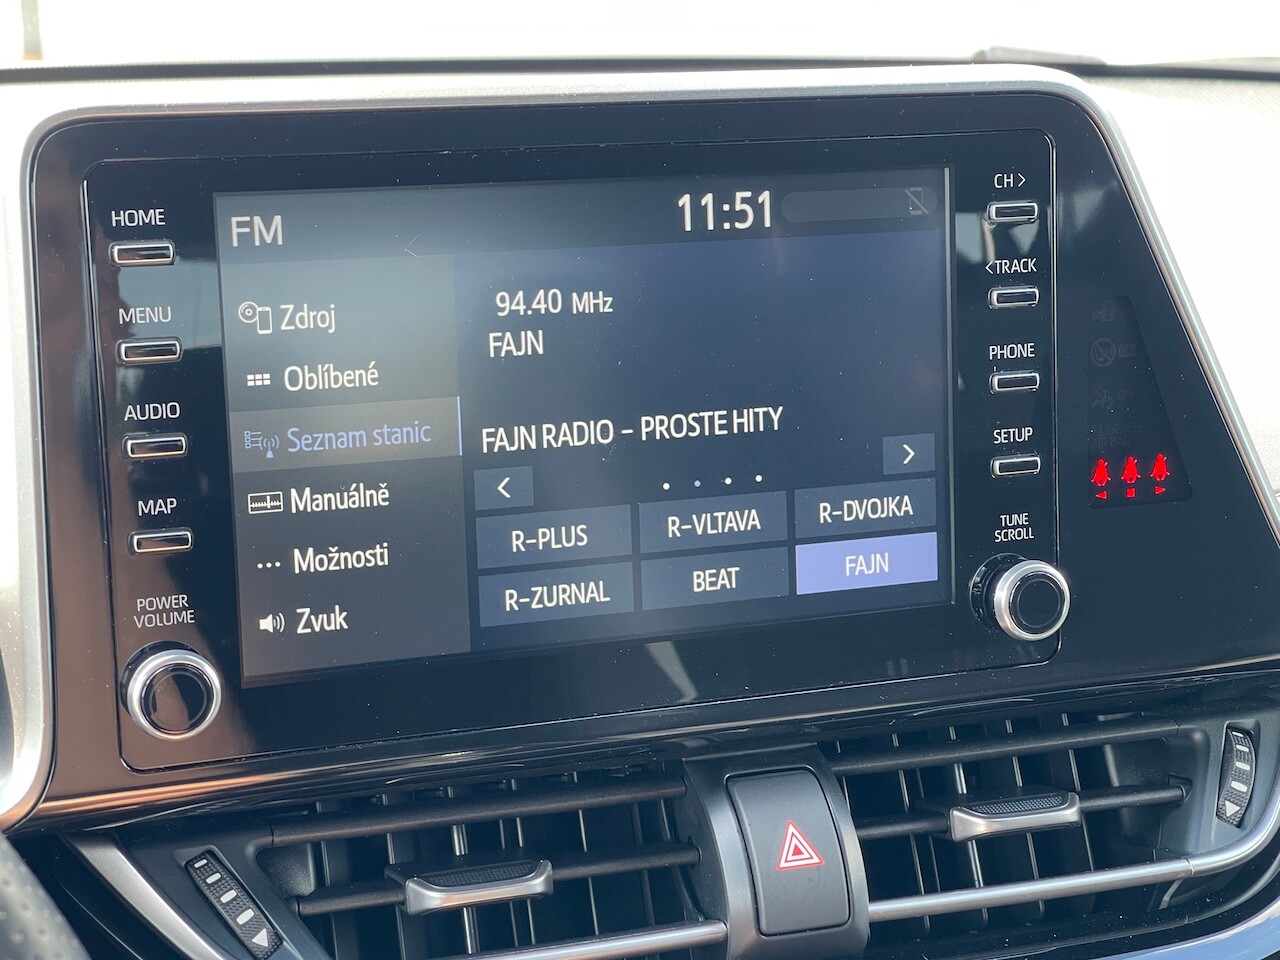 HOME
MENU
AUDIO
MAP
POWER
VOLUME
FM
11:51
Zdroj
Oblíbené
Seznam stanic
Manuálně
Možnosti
Zvuk
94.40 MHz
FAJN
FAJN RADIO - PROSTE HITY
R-PLUS
R-VLTAVA
R-DVOJKA
R-ZURNAL
BEAT
FAJN
CH>
<TRACK
PHONE
SETUP
TUNE
SCROLL